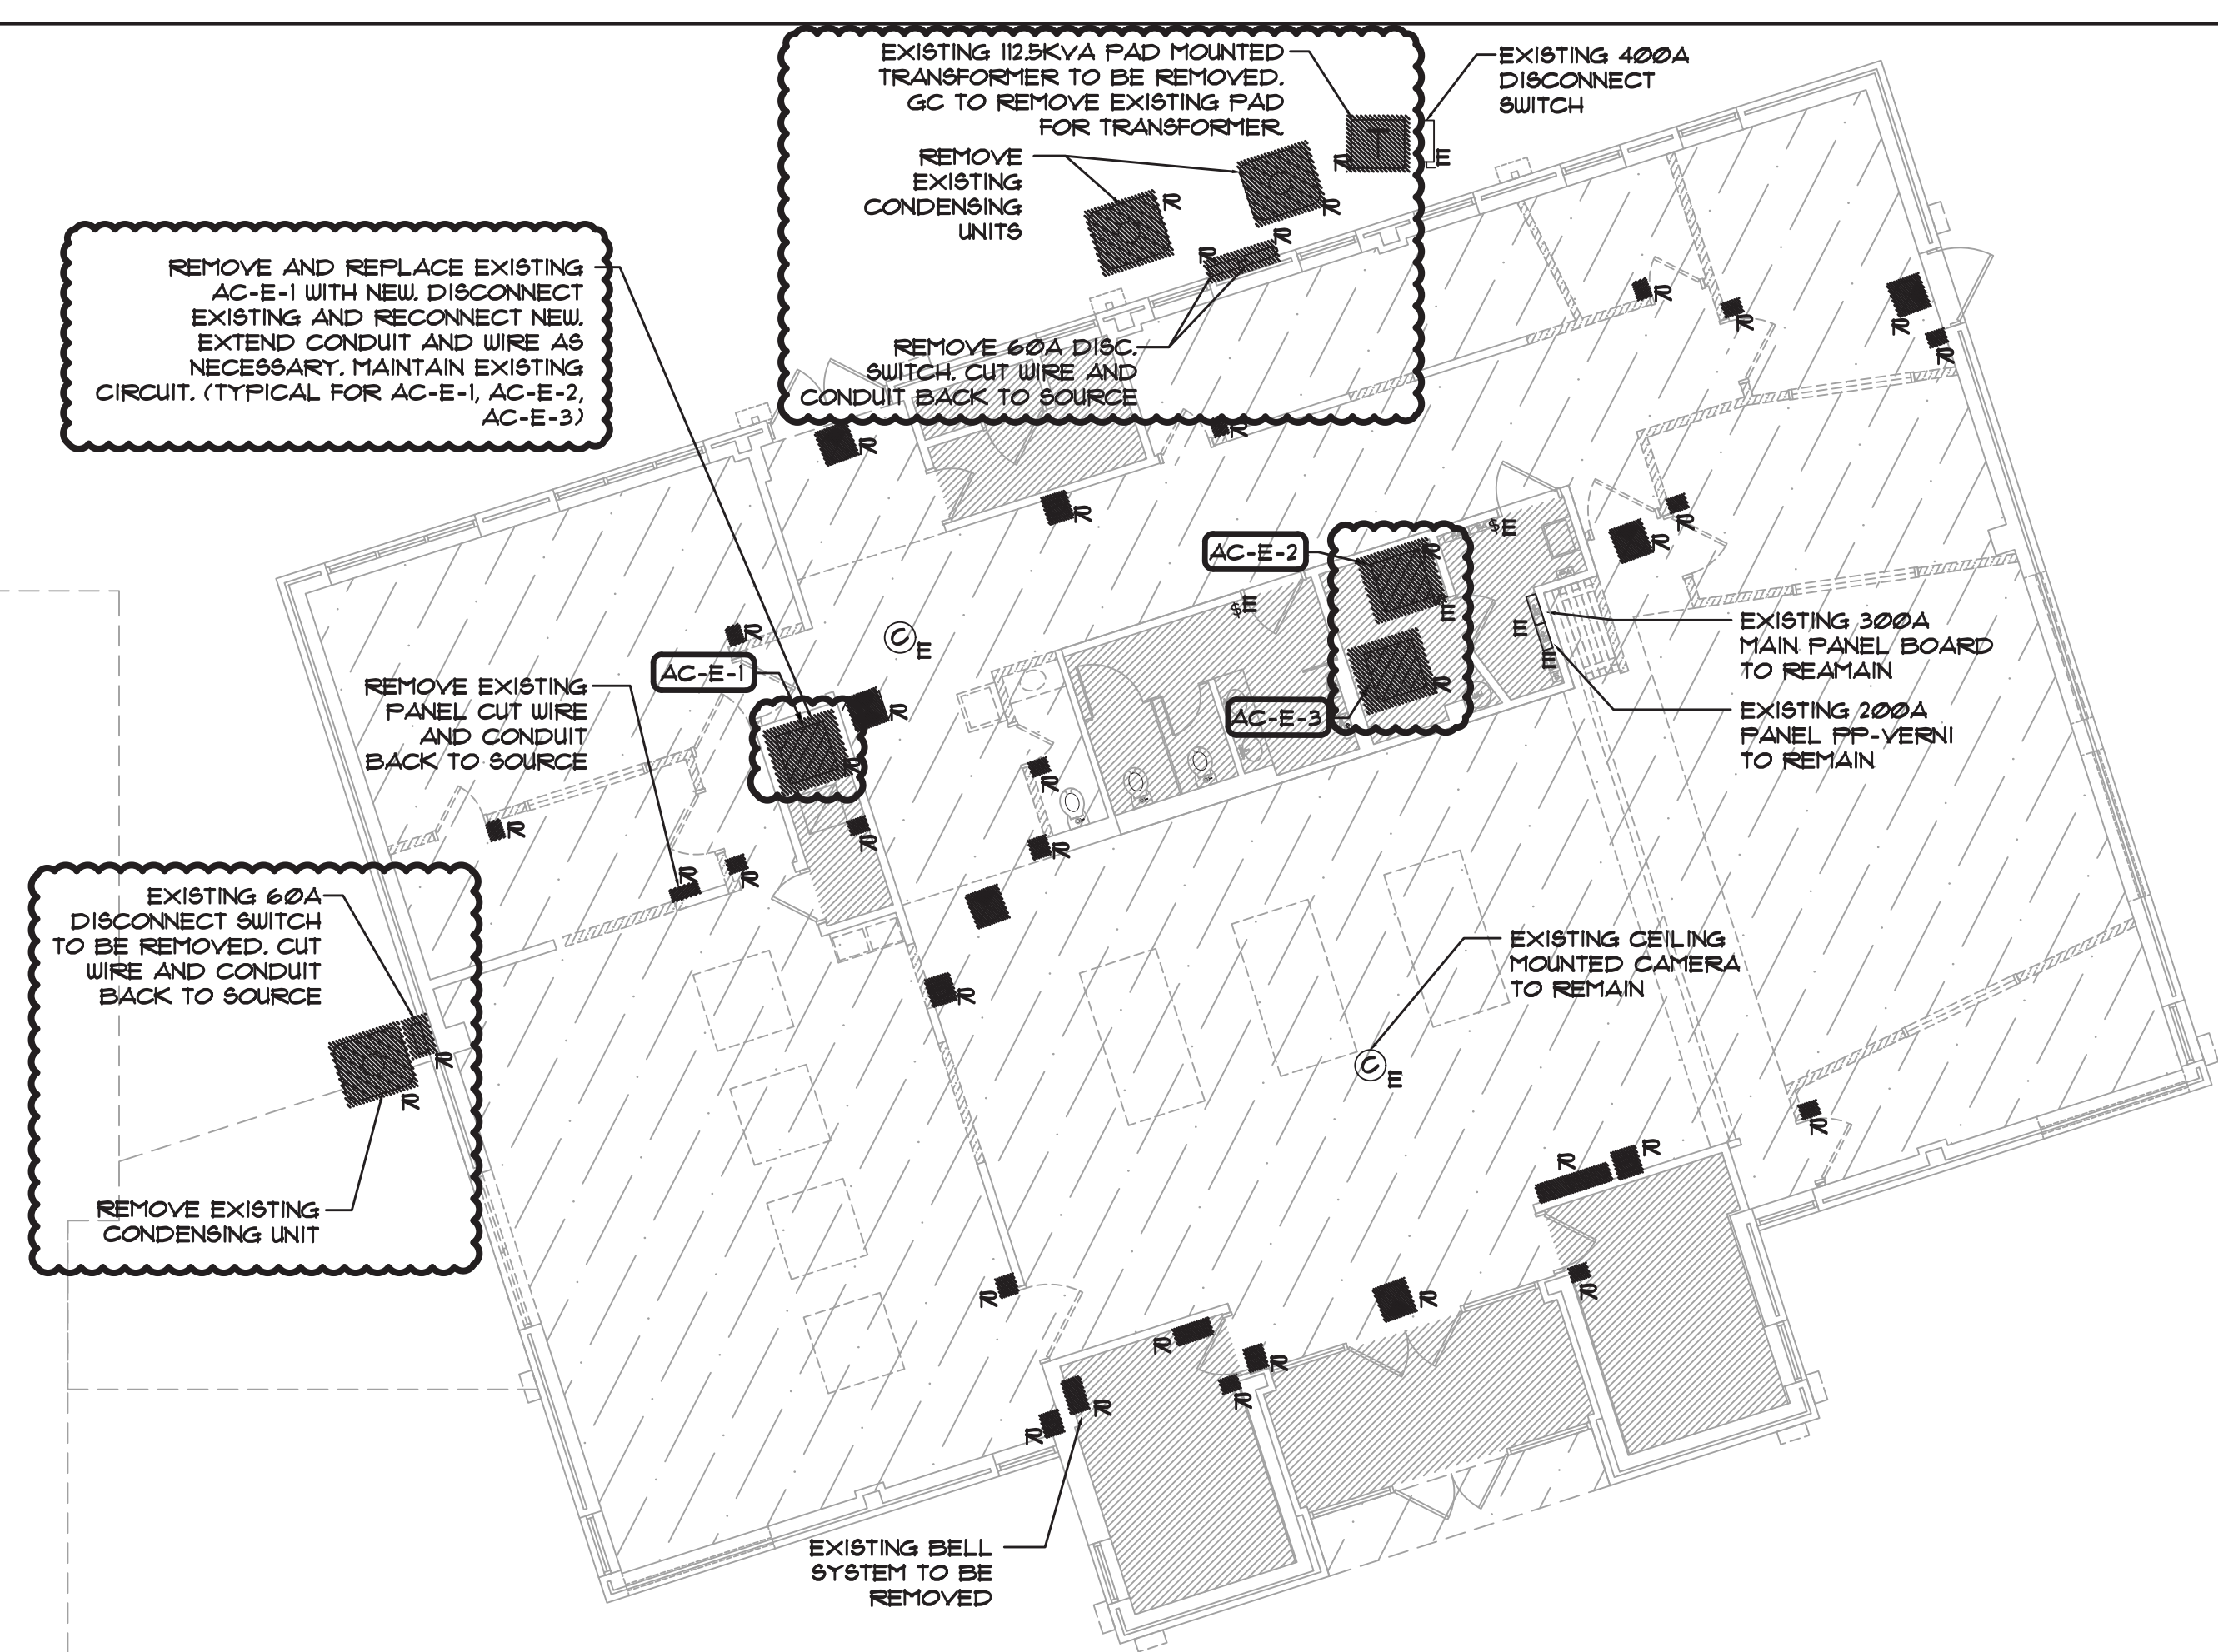 EXISTING 112.5KVA PAD MOUNTED
TRANSFORMER TO BE REMOVED.
GC TO REMOVE EXISTING PAD
FOR TRANSFORMER.
EXISTING 400A
DISCONNECT
SWITCH
T
R
E
REMOVE
EXISTING
CONDENSING
UNITS
R
R
R
R
REMOVE 60A DISC.
SWITCH. CUT WIRE AND
CONDUIT BACK TO SOURCE
REMOVE AND REPLACE EXISTING
AC-E-1 WITH NEW. DISCONNECT
EXISTING AND RECONNECT NEW.
EXTEND CONDUIT AND WIRE AS
NECESSARY. MAINTAIN EXISTING
CIRCUIT. (TYPICAL FOR AC-E-1, AC-E-2,
AC-E-3)
R
R
R
R
R
R
R
AC-E-2
R
E
$E
$E
R
R
AC-E-3
R
E
E
EXISTING 300A
MAIN PANEL BOARD
TO REAMAIN
EXISTING 200A
PANEL PP-VERNI
TO REMAIN
R
C
E
AC-E-1
R
R
REMOVE EXISTING
PANEL CUT WIRE
AND CONDUIT
BACK TO SOURCE
R
R
R
R
R
R
R
EXISTING 60A
DISCONNECT SWITCH
TO BE REMOVED. CUT
WIRE AND CONDUIT
BACK TO SOURCE
R
R
REMOVE EXISTING
CONDENSING UNIT
R
EXISTING CEILING
MOUNTED CAMERA
TO REMAIN
C
E
R
R
R
R
R
R
R
R
R
R
R
EXISTING BELL
SYSTEM TO BE
REMOVED